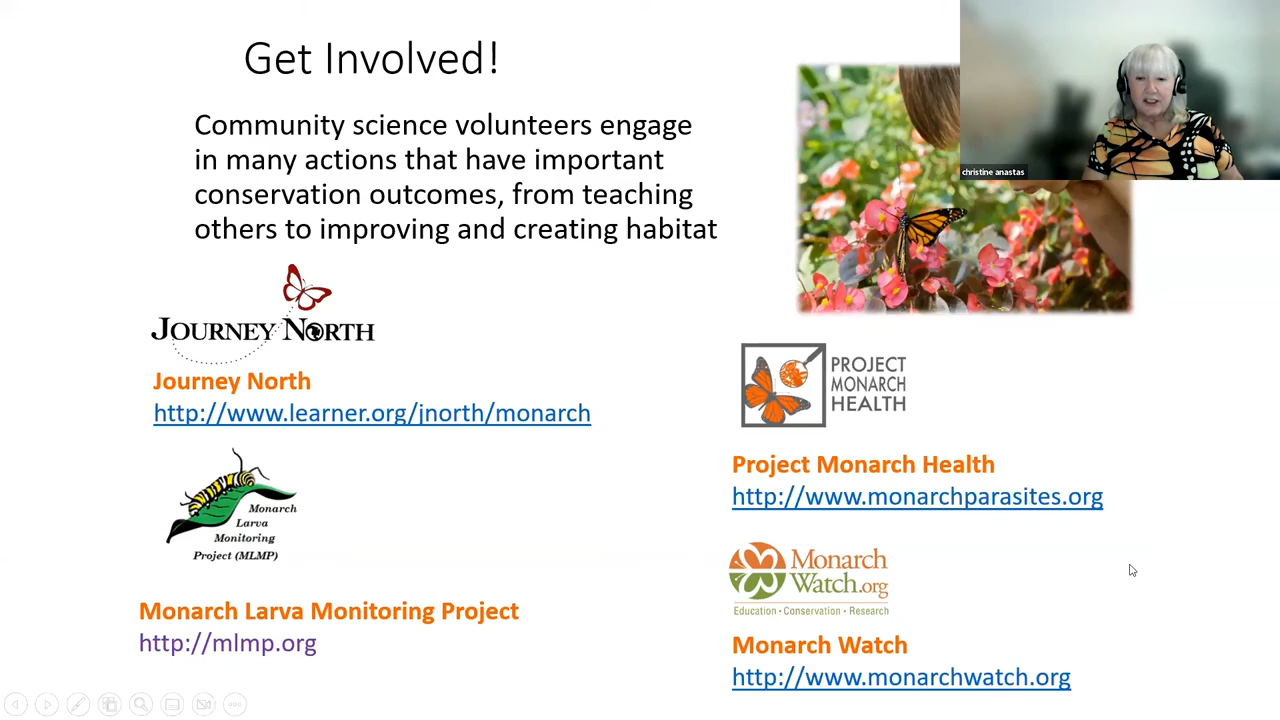 Get Involved!
Community science volunteers engage
in many actions that have important
conservation outcomes, from teaching
others to improving and creating habitat
christine anastas
JOURNEY NORTH
Journey North
http://www.learner.org/jnorth/monarch
Monarch
Larva
Monitoring
Project (MLMP)
Monarch Larva Monitoring Project
http://mlmp.org
PROJECT
MONARCH
HEALTH
Project Monarch Health
http://www.monarchparasites.org
Monarch
Watch.org
Education • Conservation • Research
Monarch Watch
http://www.monarchwatch.org